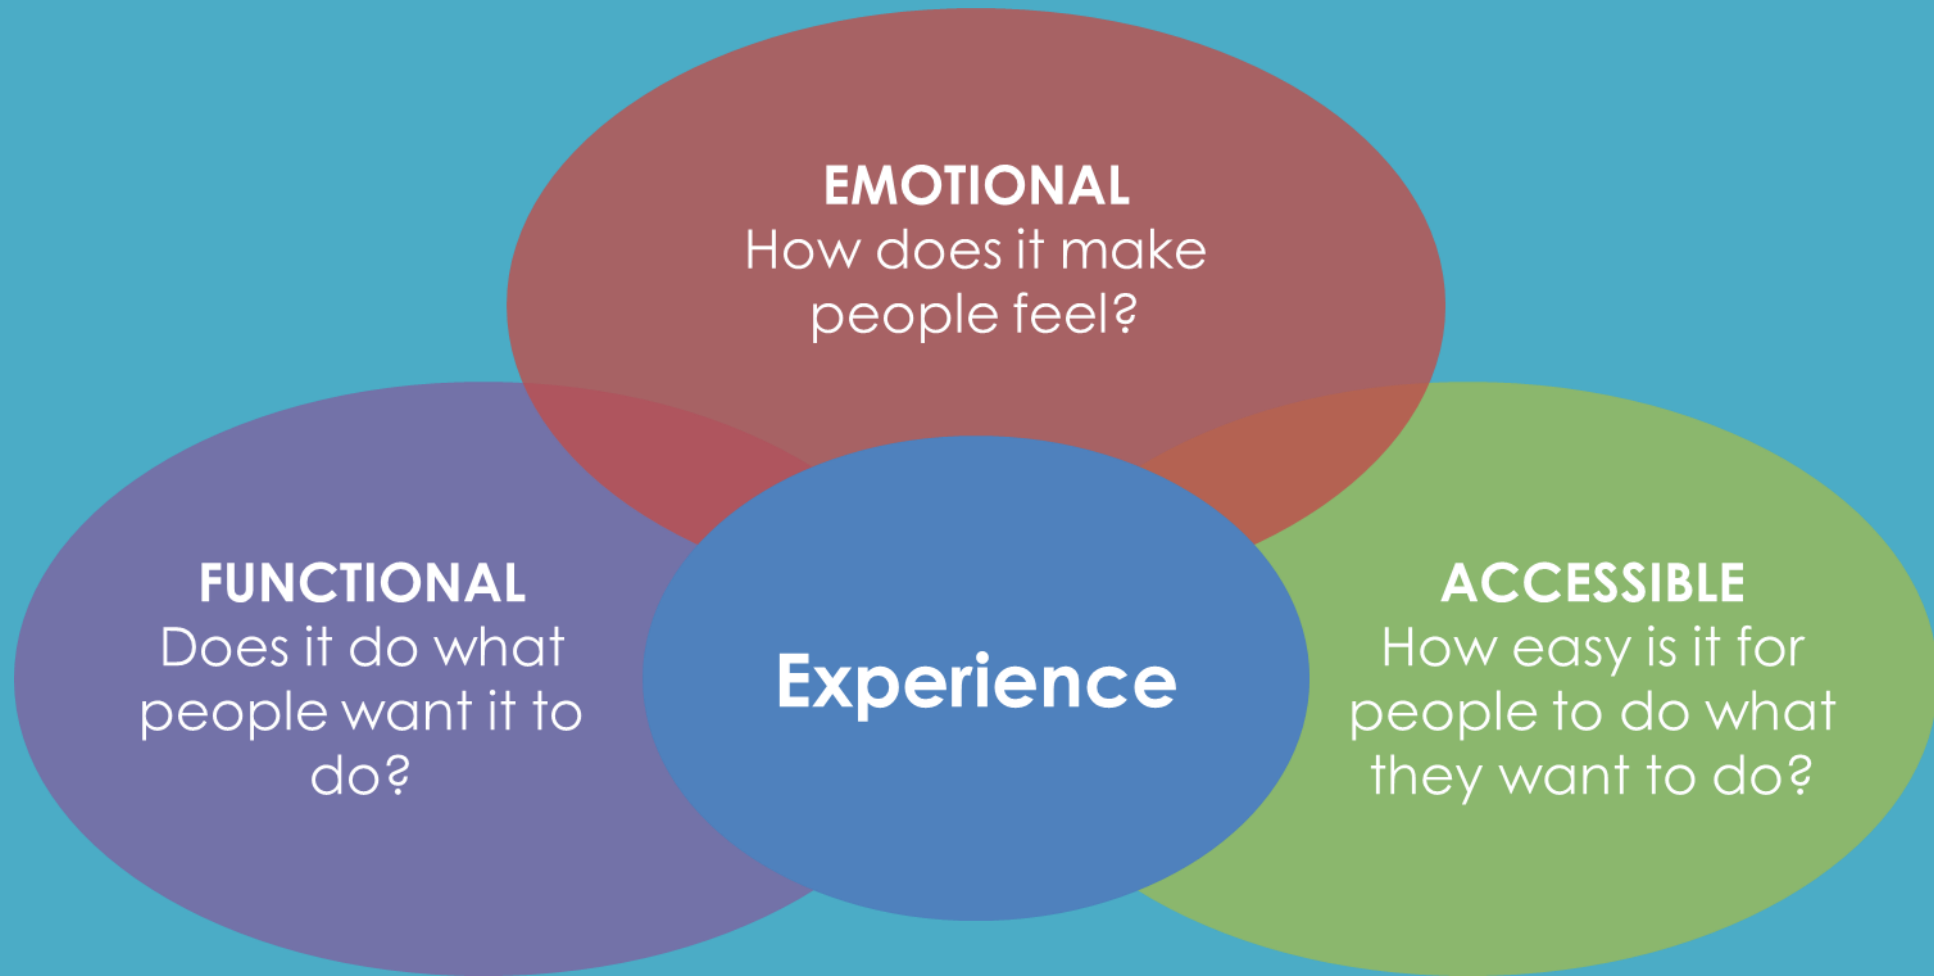 EMOTIONAL
How does it make
people feel?
FUNCTIONAL
Does it do what
people want it to
do?
Experience
ACCESSIBLE
How easy is it for
people to do what
they want to do?